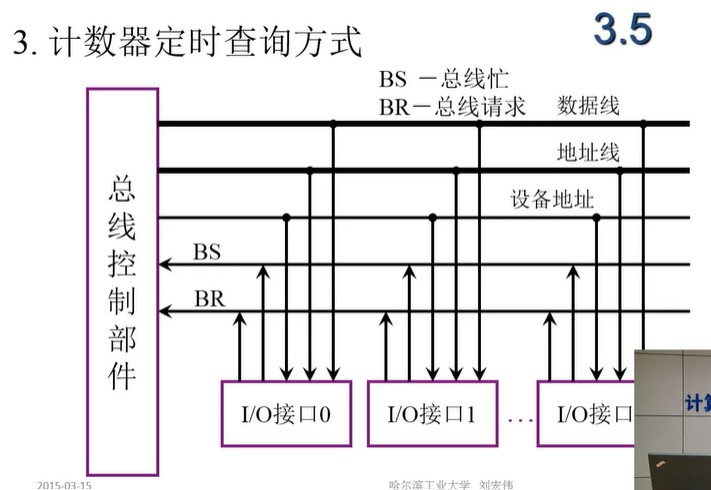 3. 计数器定时查询方式
3.5
BS －总线忙
BR－总线请求
数据线
地址线
设备地址
BS
BR
总线控制部件
I/O接口0
I/O接口1
…
I/O接口
计
2015-03-15
哈尔滨工业大学 刘宏伟